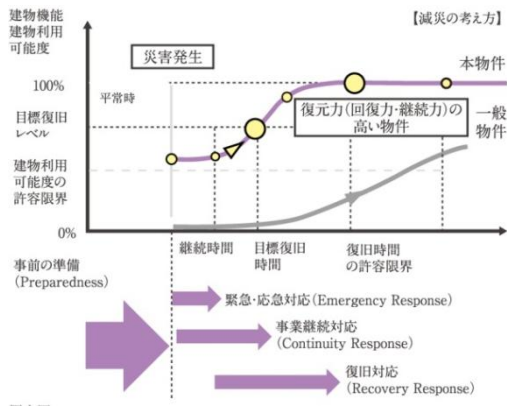 建物機能
建物利用
可能度
【減災の考え方】
災害発生
本物件
100%
平常時
復元力(回復力・継続力)の
高い物件
一般
物件
目標復旧
レベル
建物利用
可能度の
許容限界
0%
継続時間
目標復旧
時間
復旧時間
の許容限界
事前の準備
(Preparedness)
緊急・応急対応(Emergency Response)
事業継続対応
(Continuity Response)
復旧対応
(Recovery Response)